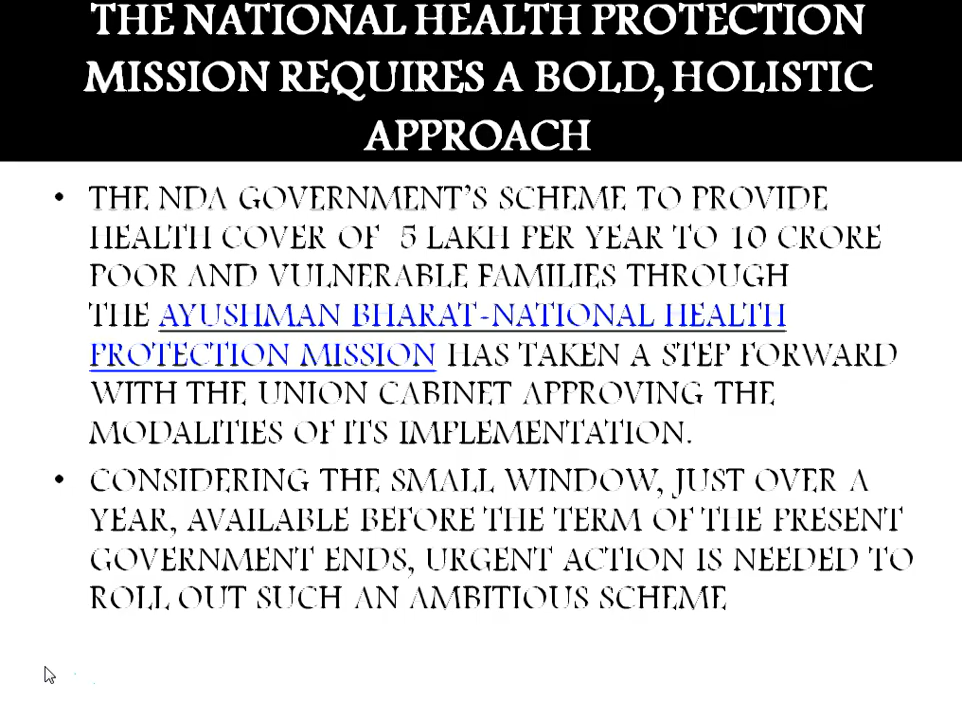 THE NATIONAL HEALTH PROTECTION
MISSION REQUIRES A BOLD, HOLISTIC
APPROACH
• THE NDA GOVERNMENT’S SCHEME TO PROVIDE
HEALTH COVER OF 5 LAKH PER YEAR TO 10 CRORE
POOR AND VULNERABLE FAMILIES THROUGH
THE AYUSHMAN BHARAT-NATIONAL HEALTH
PROTECTION MISSION HAS TAKEN A STEP FORWARD
WITH THE UNION CABINET APPROVING THE
MODALITIES OF ITS IMPLEMENTATION.
• CONSIDERING THE SMALL WINDOW, JUST OVER A
YEAR, AVAILABLE BEFORE THE TERM OF THE PRESENT
GOVERNMENT ENDS, URGENT ACTION IS NEEDED TO
ROLL OUT SUCH AN AMBITIOUS SCHEME